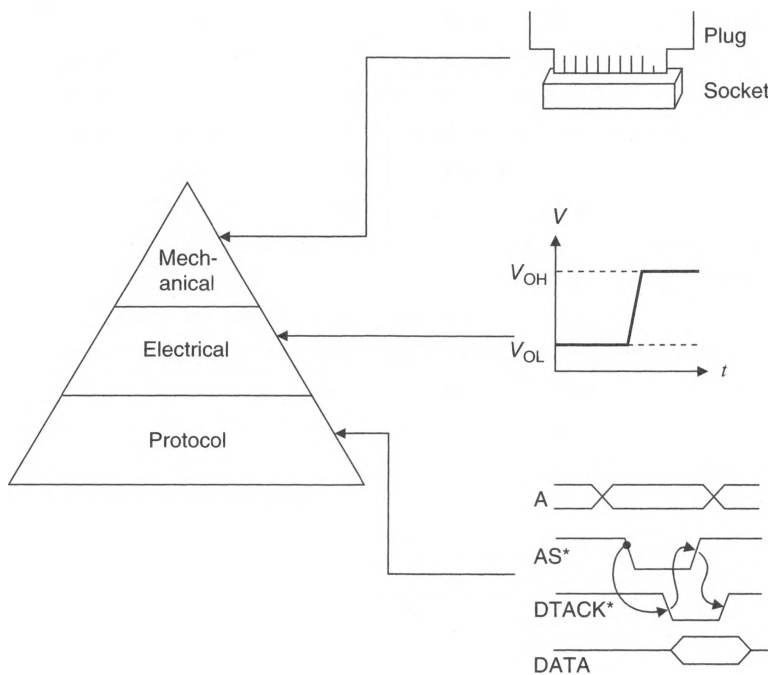 Plug
Socket
Mech-
anical
Electrical
Protocol
V
V_OH
V_OL
t
A
AS*
DTACK*
DATA